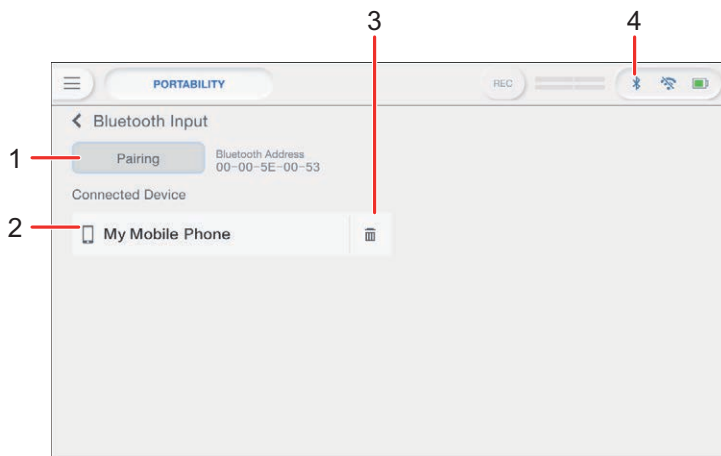 3
4
PORTABILITY
REC
Bluetooth Input
1
Pairing
Bluetooth Address
00-00-5E-00-53
Connected Device
2
My Mobile Phone